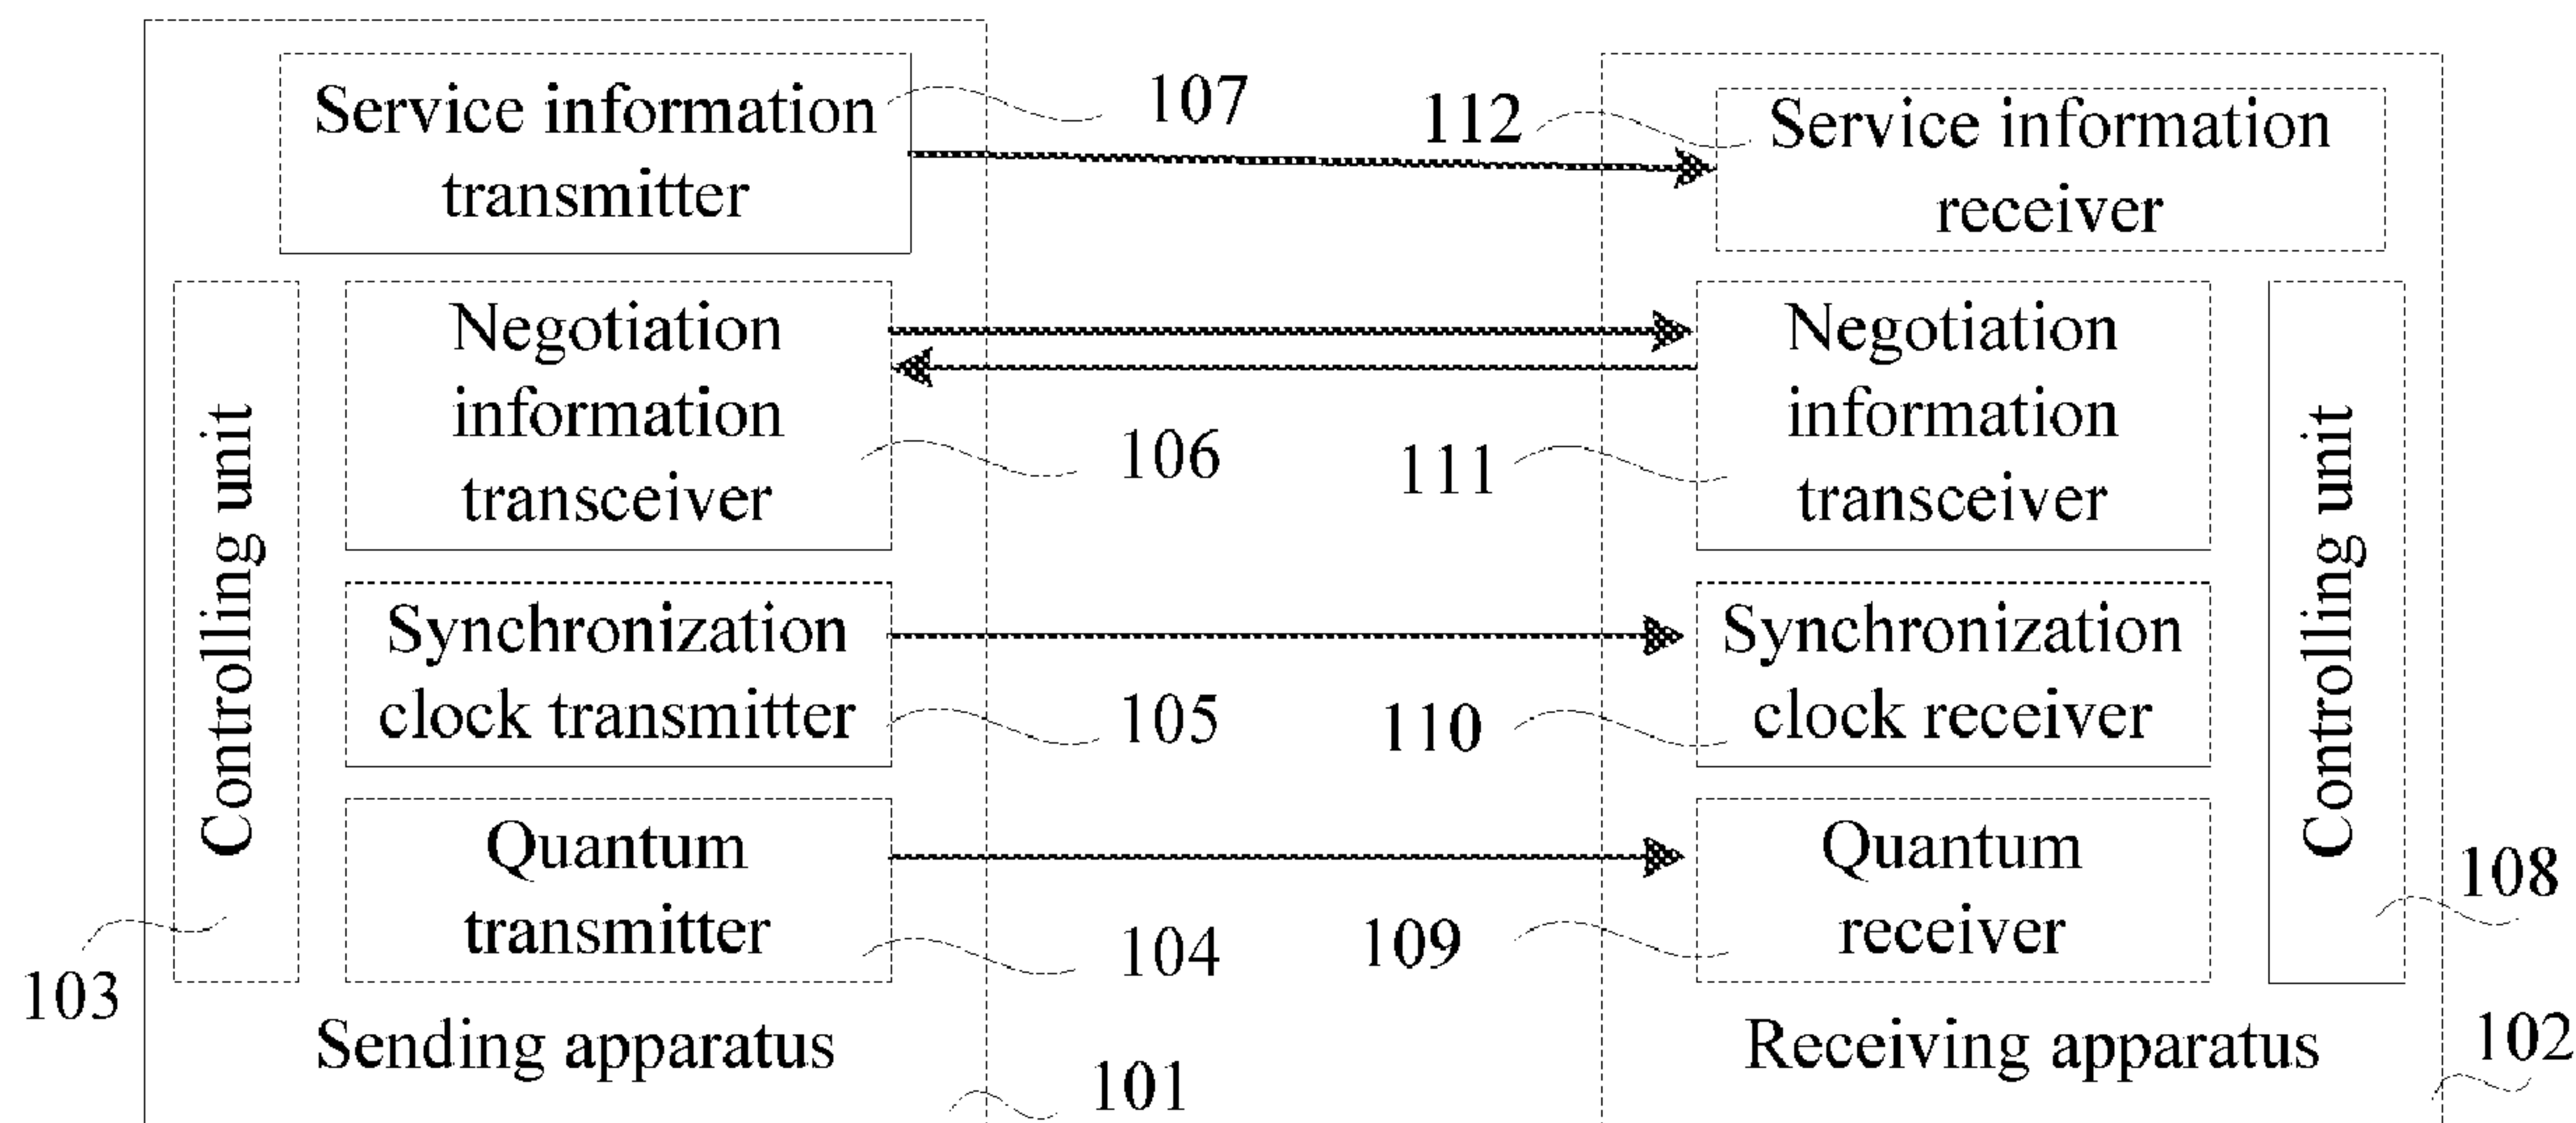 Service information
transmitter
107
112
Service information
receiver
Controlling unit
Negotiation
information
transceiver
106
111
Negotiation
information
transceiver
Controlling unit
Synchronization
clock transmitter
105
110
Synchronization
clock receiver
Quantum
transmitter
104
109
Quantum
receiver
108
103
Sending apparatus
101
Receiving apparatus
102